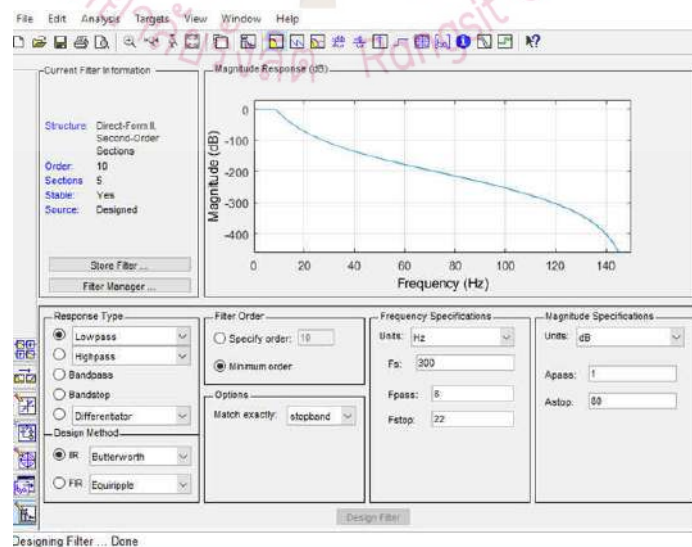 File Edit Analysis Targets View Window Help
Rangsit
Current Filter Information
Structure: Direct-Form II, Second-Order Sections
Order: 10
Sections 5
Stable: Yes
Source: Designed
Store Filter ...
Filter Manager ...
Magnitude Response (dB)
Magnitude (dB)
0
-100
-200
-300
-400
0 20 40 60 80 100 120 140
Frequency (Hz)
Response Type
Lowpass
Highpass
Bandpass
Bandstop
Differentiator
Design Method
IIR Butterworth
FIR Equiripple
Filter Order
Specify order: 10
Minimum order
Options
Match exactly: stopband
Frequency Specifications
Units: Hz
Fs: 300
Fpass: 8
Fstop: 22
Magnitude Specifications
Units: dB
Apass: 1
Astop: 80
Design Filter
Designing Filter ... Done